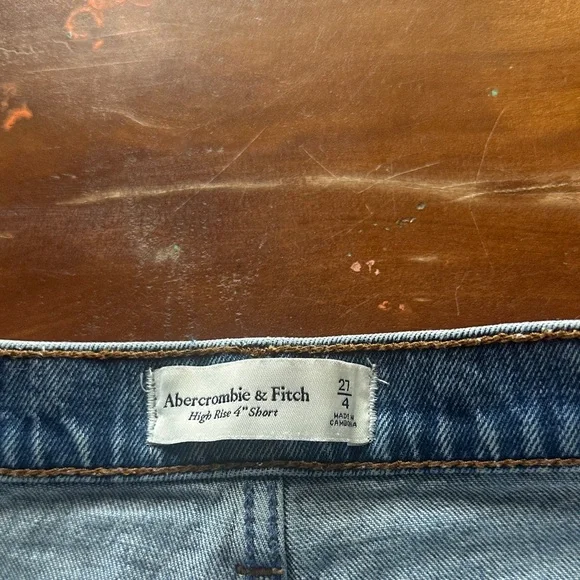 Abercrombie & Fitch
High Rise 4" Short
27
4
MADE IN
CAMBODIA